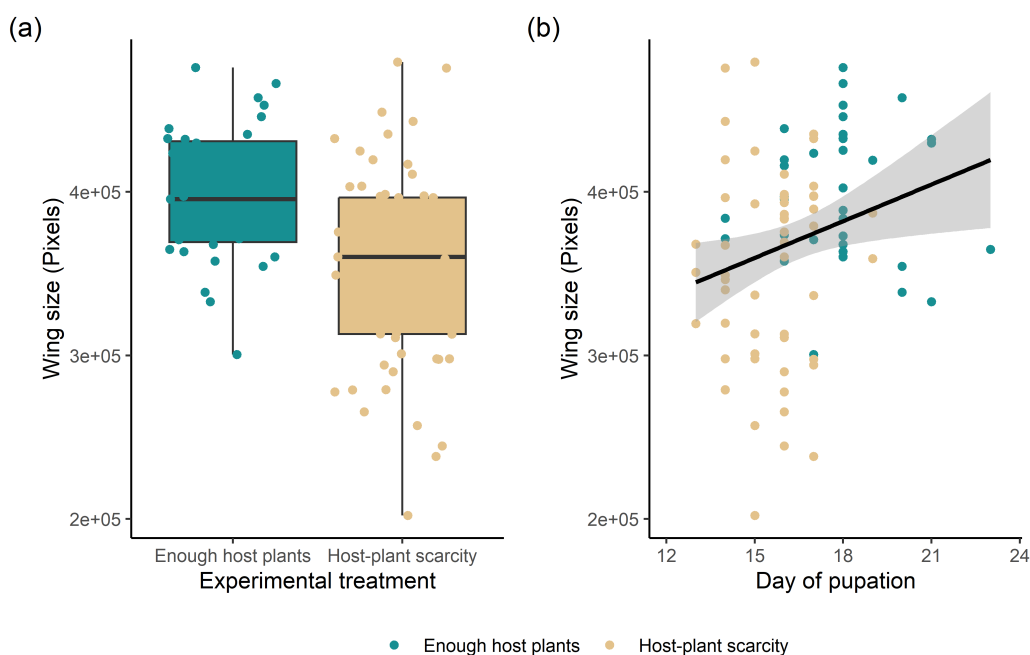 (a)
Wing size (Pixels)
4e+05
3e+05
2e+05
Enough host plants
Host-plant scarcity
Experimental treatment
(b)
Wing size (Pixels)
4e+05
3e+05
2e+05
12
15
18
21
24
Day of pupation
Enough host plants
Host-plant scarcity